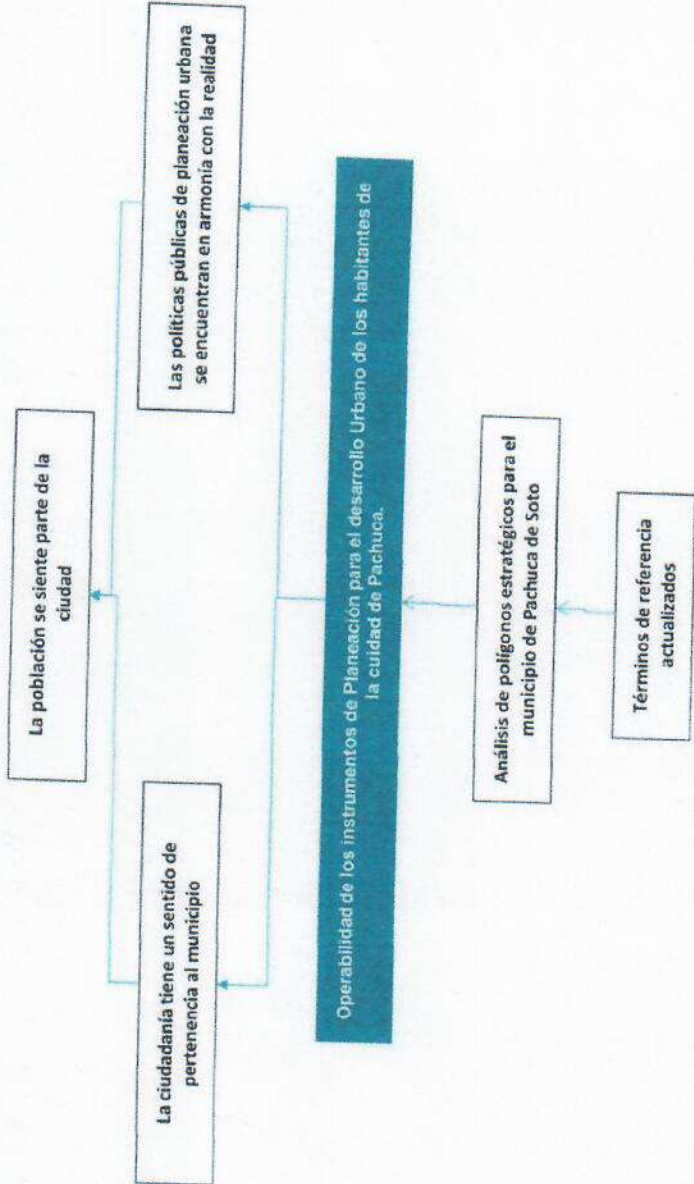 La población se siente parte de la
ciudad
La ciudadanía tiene un sentido de
pertenencia al municipio
Las políticas públicas de planeación urbana
se encuentran en armonía con la realidad
Operabilidad de los instrumentos de Planeación para el desarrollo Urbano de los habitantes de
la cuidad de Pachuca.
Análisis de polígonos estratégicos para el
municipio de Pachuca de Soto
Términos de referencia
actualizados